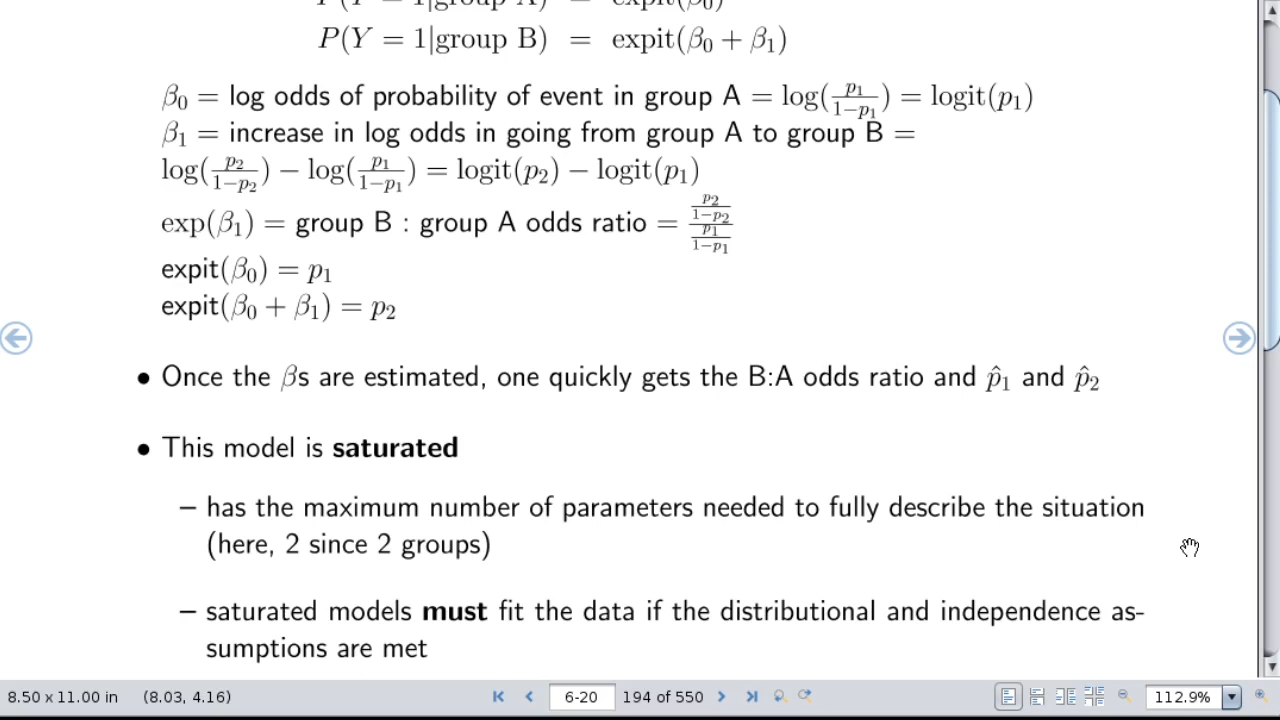 P(Y = 1|group A) = expit(β₀)
P(Y = 1|group B) = expit(β₀ + β₁)
β₀ = log odds of probability of event in group A = log(p₁/1−p₁) = logit(p₁)
β₁ = increase in log odds in going from group A to group B =
log(p₂/1−p₂) − log(p₁/1−p₁) = logit(p₂) − logit(p₁)
exp(β₁) = group B : group A odds ratio = p₂/1−p₂ / p₁/1−p₁
expit(β₀) = p₁
expit(β₀ + β₁) = p₂
• Once the βs are estimated, one quickly gets the B:A odds ratio and p̂₁ and p̂₂
• This model is saturated
– has the maximum number of parameters needed to fully describe the situation
(here, 2 since 2 groups)
– saturated models must fit the data if the distributional and independence as-
sumptions are met
8.50 x 11.00 in (8.03, 4.16) 6-20 194 of 550 112.9%